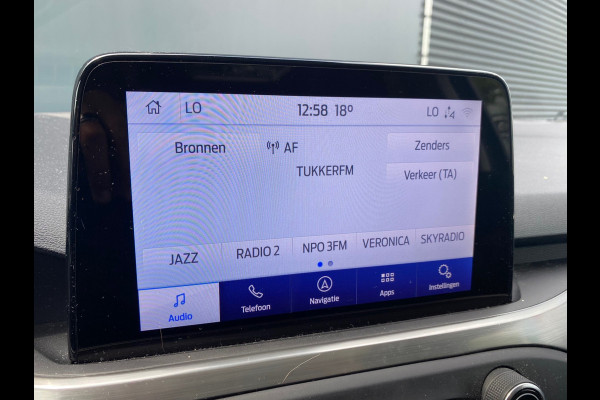 LO 12:58 18° LO 4
Bronnen AF Zenders
TUKKERFM Verkeer (TA)
JAZZ RADIO 2 NPO 3FM VERONICA SKYRADIO
Audio Telefoon Navigatie Apps Instellingen